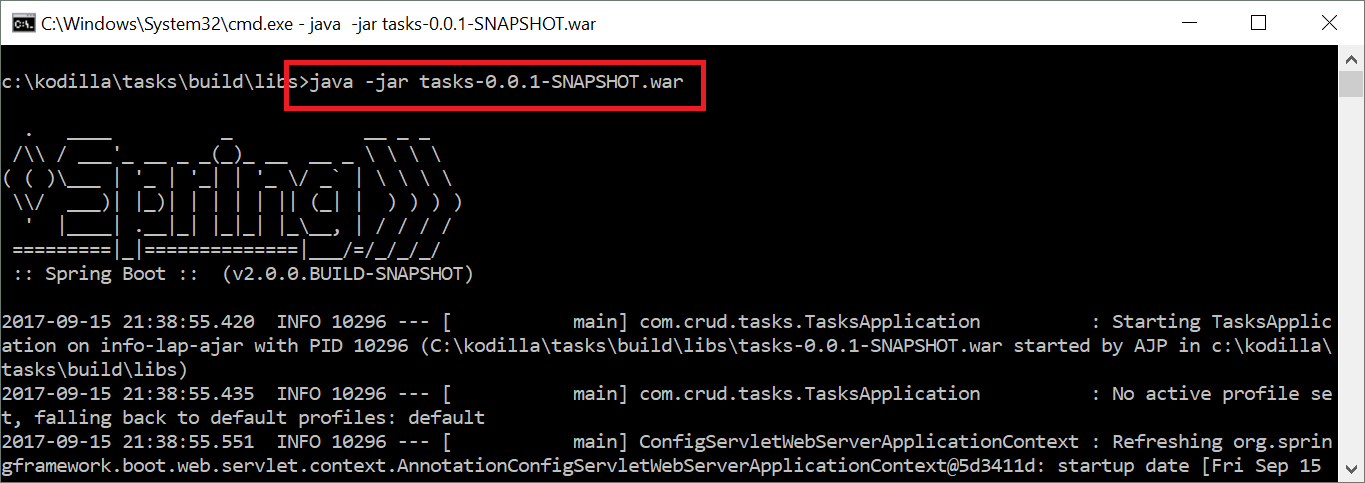 C:\Windows\System32\cmd.exe - java  -jar tasks-0.0.1-SNAPSHOT.war
c:\kodilla\tasks\build\libs>java -jar tasks-0.0.1-SNAPSHOT.war
  .   ____          _            __ _ _
 /\\ / ___'_ __ _ _(_)_ __  __ _ \ \ \ \
( ( )\___ | '_ | '_| | '_ \/ _` | \ \ \ \
 \\/  ___)| |_)| | | | | || (_| |  ) ) ) )
  '  |____| .__|_| |_|_| |_\__, | / / / /
 =========|_|==============|___/=/_/_/_/
 :: Spring Boot ::  (v2.0.0.BUILD-SNAPSHOT)
2017-09-15 21:38:55.420  INFO 10296 --- [           main] com.crud.tasks.TasksApplication          : Starting TasksApplic
ation on info-lap-ajar with PID 10296 (C:\kodilla\tasks\build\libs\tasks-0.0.1-SNAPSHOT.war started by AJP in c:\kodilla\
tasks\build\libs)
2017-09-15 21:38:55.435  INFO 10296 --- [           main] com.crud.tasks.TasksApplication          : No active profile se
t, falling back to default profiles: default
2017-09-15 21:38:55.551  INFO 10296 --- [           main] ConfigServletWebServerApplicationContext : Refreshing org.sprin
gframework.boot.web.servlet.context.AnnotationConfigServletWebServerApplicationContext@5d3411d: startup date [Fri Sep 15